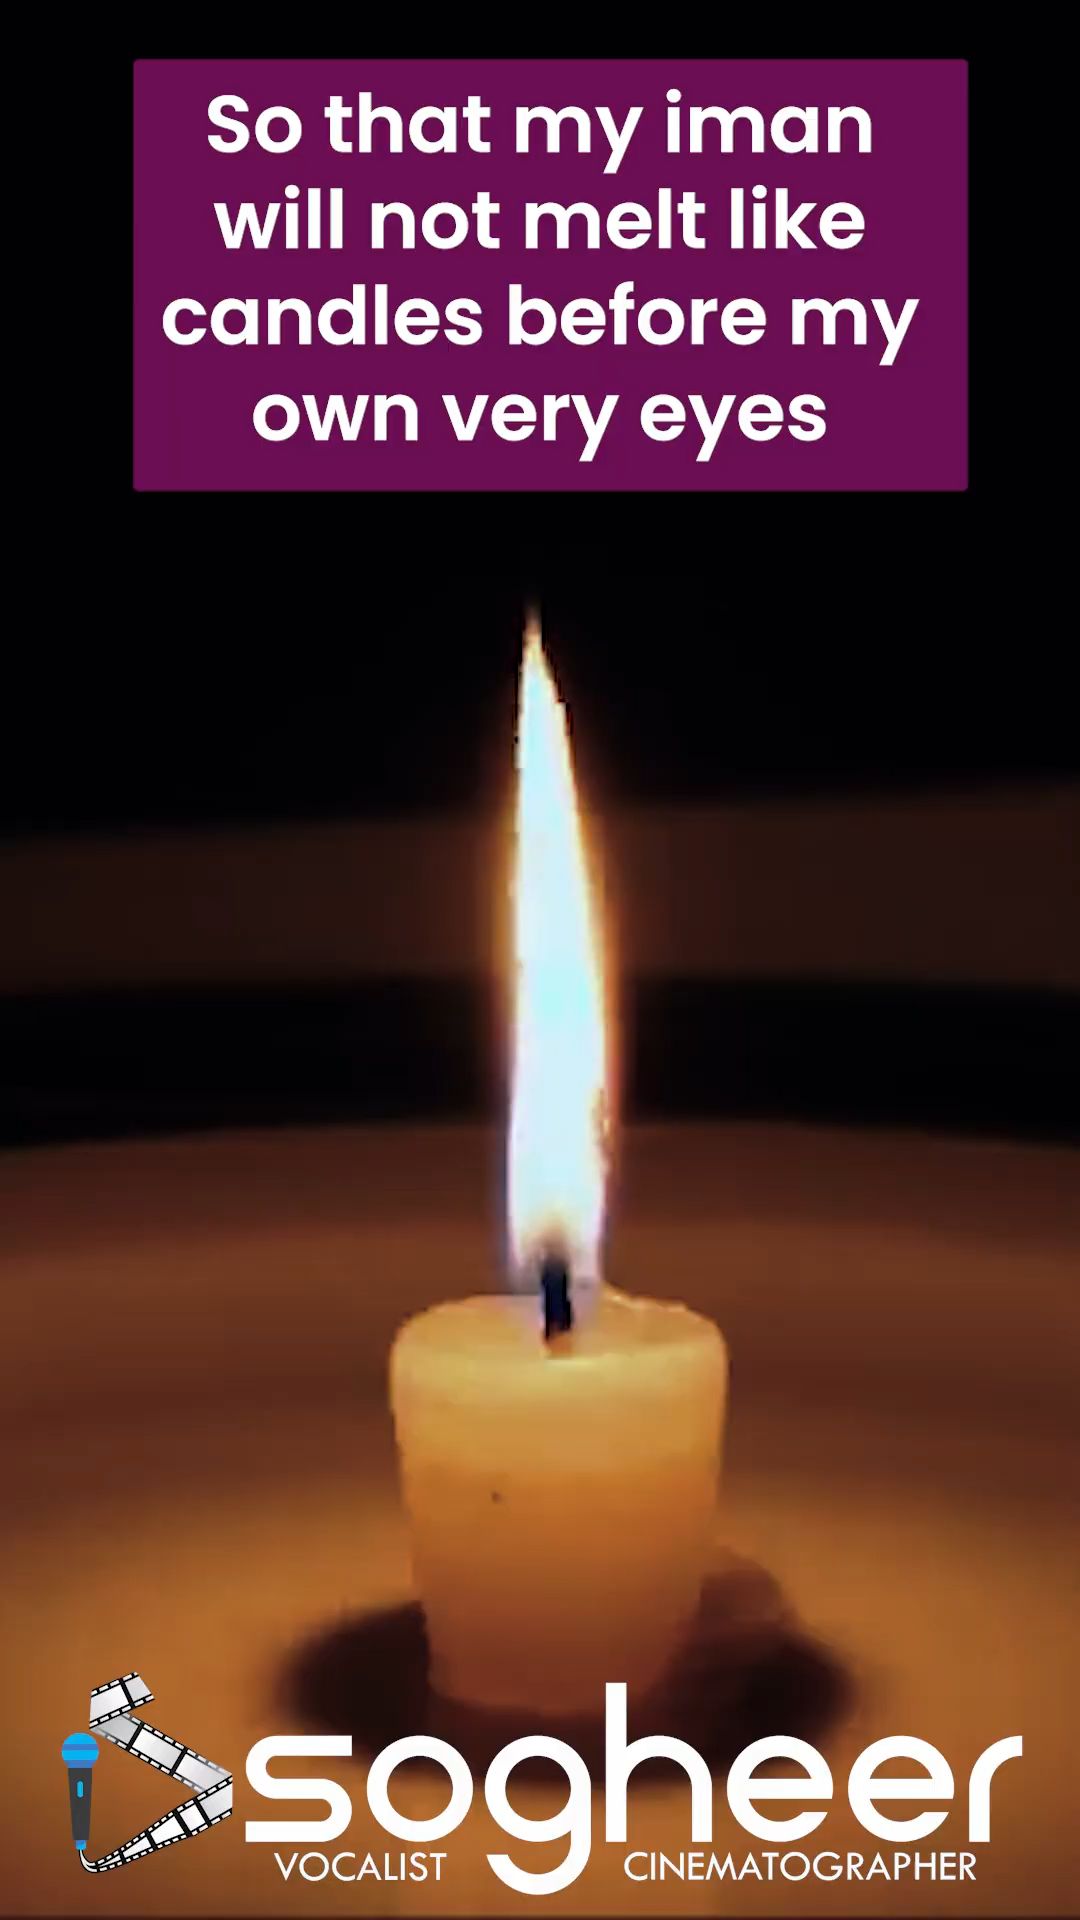 So that my iman
will not melt like
candles before my
own very eyes
sogheer
VOCALIST CINEMATOGRAPHER